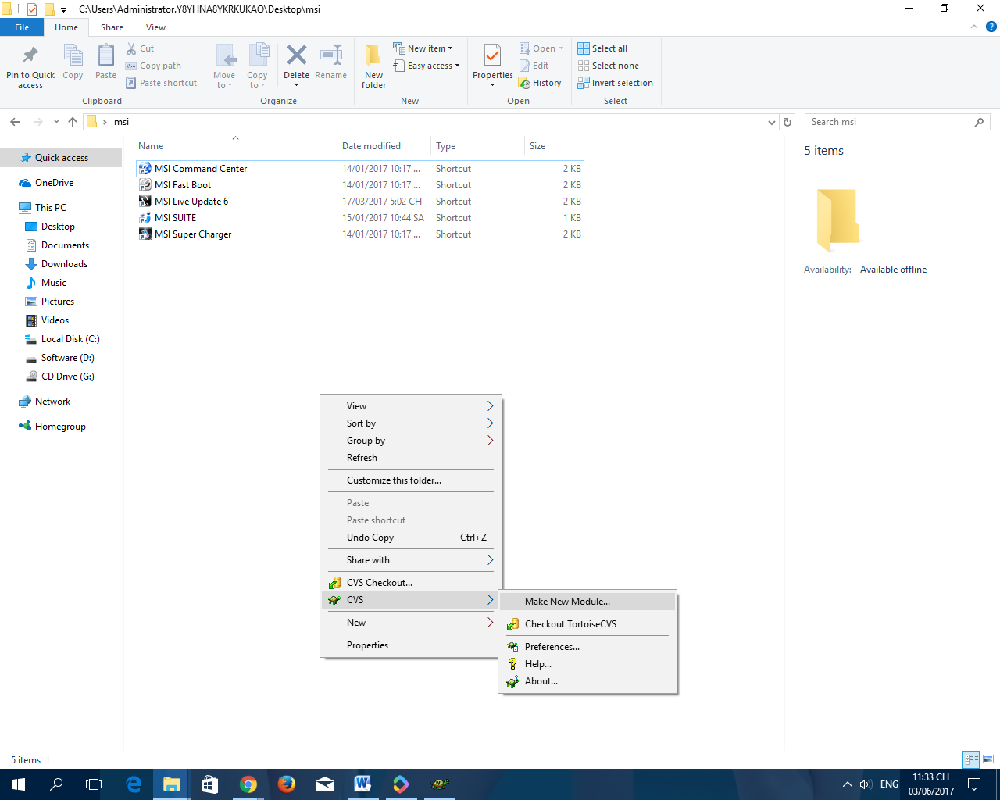 C:\Users\Administrator.Y8YHNA8YKRKUKAQ\Desktop\msi
File Home Share View
Pin to Quick access
Copy
Paste
Cut
Copy path
Paste shortcut
Clipboard
Move to
Copy to
Delete
Rename
Organize
New folder
New item
Easy access
New
Properties
Open
Edit
History
Open
Select all
Select none
Invert selection
Select
msi
Search msi
Name Date modified Type Size
MSI Command Center 14/01/2017 10:17 ... Shortcut 2 KB
MSI Fast Boot 14/01/2017 10:17 ... Shortcut 2 KB
MSI Live Update 6 17/03/2017 5:02 CH Shortcut 2 KB
MSI SUITE 15/01/2017 10:44 SA Shortcut 1 KB
MSI Super Charger 14/01/2017 10:17 ... Shortcut 2 KB
Quick access
OneDrive
This PC
Desktop
Documents
Downloads
Music
Pictures
Videos
Local Disk (C:)
Software (D:)
CD Drive (G:)
Network
Homegroup
5 items
Availability: Available offline
View
Sort by
Group by
Refresh
Customize this folder...
Paste
Paste shortcut
Undo Copy Ctrl+Z
Share with
CVS Checkout...
CVS
New
Properties
Make New Module...
Checkout TortoiseCVS
Preferences...
Help...
About...
5 items
ENG
11:33 CH
03/06/2017